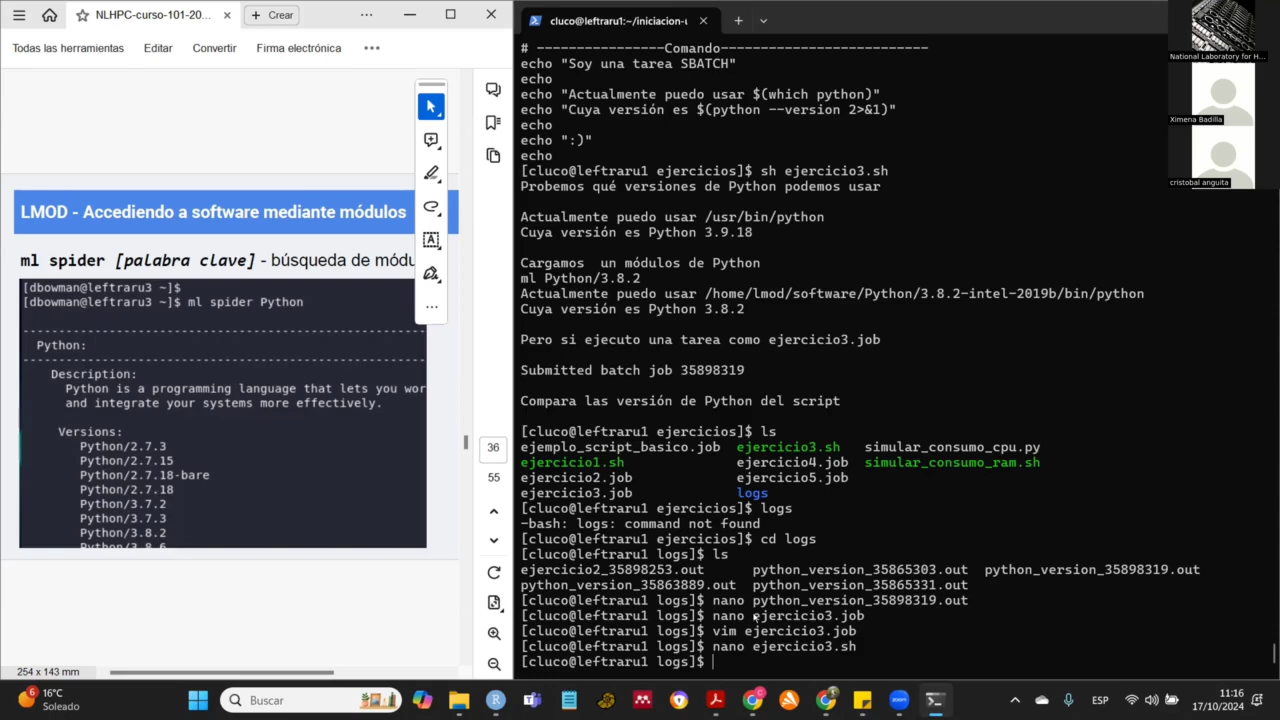 NLHPC-curso-101-20...
Crear
Todas las herramientas
Editar
Convertir
Firma electrónica
LMOD - Accediendo a software mediante módulos
ml spider [palabra clave] - búsqueda de módu
[dbowman@leftraru3 ~]$
[dbowman@leftraru3 ~]$ ml spider Python
Python:
Description:
Python is a programming language that lets you wor
and integrate your systems more effectively.
Versions:
Python/2.7.3
Python/2.7.15
Python/2.7.18-bare
Python/2.7.18
Python/3.7.2
Python/3.7.3
Python/3.8.2
Python/3.8.6
36
55
254 x 143 mm
cluco@leftraru1:~/iniciacion-u
# ----------------Comando--------------------------
echo "Soy una tarea SBATCH"
echo
echo "Actualmente puedo usar $(which python)"
echo "Cuya versión es $(python --version 2>&1)"
echo
echo ":)"
echo
[cluco@leftraru1 ejercicios]$ sh ejercicio3.sh
Probemos qué versiones de Python podemos usar
Actualmente puedo usar /usr/bin/python
Cuya versión es Python 3.9.18
Cargamos  un módulos de Python
ml Python/3.8.2
Actualmente puedo usar /home/lmod/software/Python/3.8.2-intel-2019b/bin/python
Cuya versión es Python 3.8.2
Pero si ejecuto una tarea como ejercicio3.job
Submitted batch job 35898319
Compara las versión de Python del script
[cluco@leftraru1 ejercicios]$ ls
ejemplo_script_basico.job  ejercicio3.sh   simular_consumo_cpu.py
ejercicio1.sh              ejercicio4.job  simular_consumo_ram.sh
ejercicio2.job             ejercicio5.job
ejercicio3.job             logs
[cluco@leftraru1 ejercicios]$ logs
-bash: logs: command not found
[cluco@leftraru1 ejercicios]$ cd logs
[cluco@leftraru1 logs]$ ls
ejercicio2_35898253.out      python_version_35865303.out  python_version_35898319.out
python_version_35863889.out  python_version_35865331.out
[cluco@leftraru1 logs]$ nano python_version_35898319.out
[cluco@leftraru1 logs]$ nano ejercicio3.job
[cluco@leftraru1 logs]$ vim ejercicio3.job
[cluco@leftraru1 logs]$ nano ejercicio3.sh
[cluco@leftraru1 logs]$
National Laboratory for H...
Ximena Badilla
cristobal anguita
6
16°C
Soleado
Buscar
ESP
11:16
17/10/2024